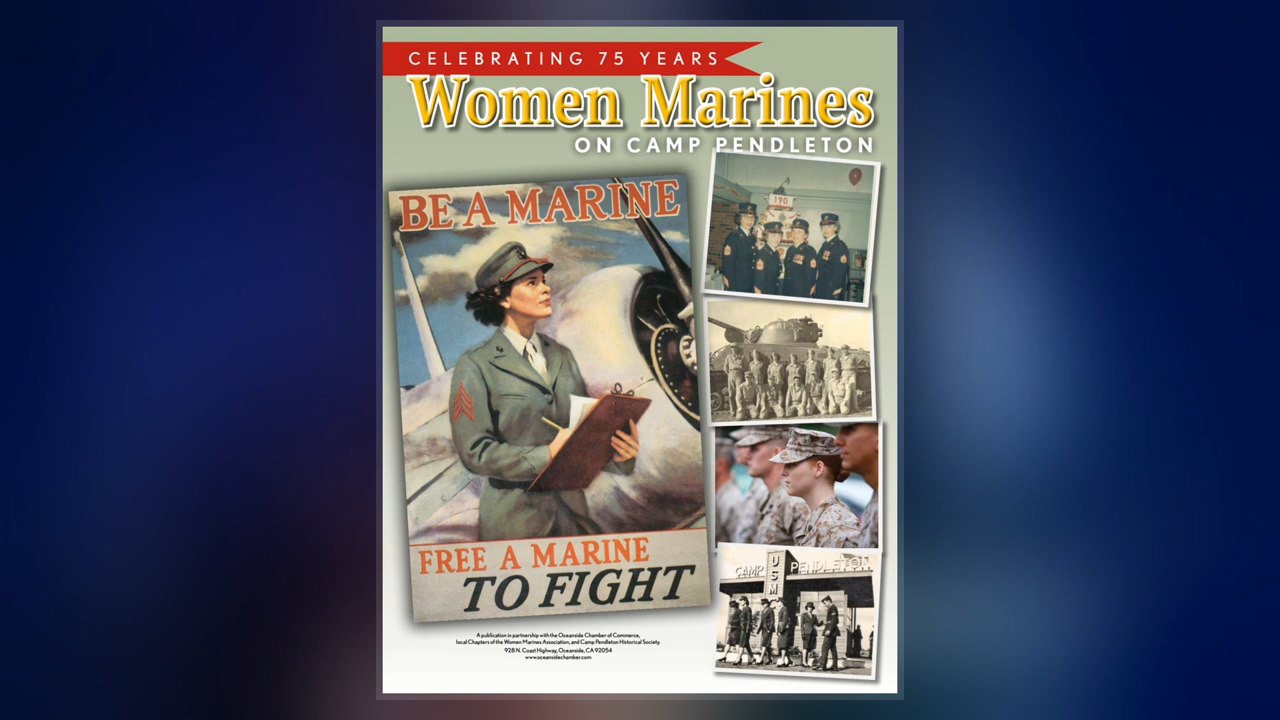 CELEBRATING 75 YEARS
Women Marines
ON CAMP PENDLETON
BE A MARINE
FREE A MARINE
TO FIGHT
190
CAMP USM PENDLETON
A publication in partnership with the Oceanside Chamber of Commerce,
local Chapters of the Women Marines Association, and Camp Pendleton Historical Society.
928 N. Coast Highway, Oceanside, CA 92054
www.oceansidechamber.com